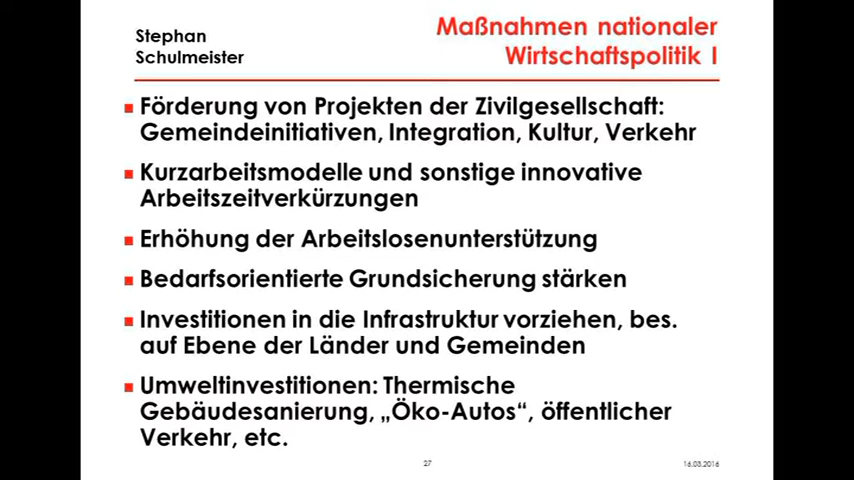 Stephan
Schulmeister
Maßnahmen nationaler
Wirtschaftspolitik I
Förderung von Projekten der Zivilgesellschaft:
Gemeindeinitiativen, Integration, Kultur, Verkehr
Kurzarbeitsmodelle und sonstige innovative
Arbeitszeitverkürzungen
Erhöhung der Arbeitslosenunterstützung
Bedarfsorientierte Grundsicherung stärken
Investitionen in die Infrastruktur vorziehen, bes.
auf Ebene der Länder und Gemeinden
Umweltinvestitionen: Thermische
Gebäudesanierung, „Öko-Autos“, öffentlicher
Verkehr, etc.
27
16.03.2016